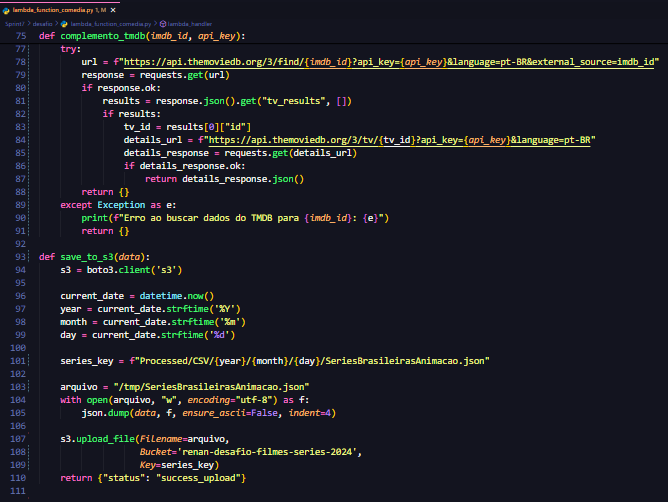 lambda_function_comedia.py 1, M ×
Sprint7 > desafio > lambda_function_comedia.py > lambda_handler
75 def complemento_tmdb(imdb_id, api_key):
77     try:
78         url = f"https://api.themoviedb.org/3/find/{imdb_id}?api_key={api_key}&language=pt-BR&external_source=imdb_id"
79         response = requests.get(url)
80         if response.ok:
81             results = response.json().get("tv_results", [])
82             if results:
83                 tv_id = results[0]["id"]
84                 details_url = f"https://api.themoviedb.org/3/tv/{tv_id}?api_key={api_key}&language=pt-BR"
85                 details_response = requests.get(details_url)
86                 if details_response.ok:
87                     return details_response.json()
88         return {}
89     except Exception as e:
90         print(f"Erro ao buscar dados do TMDB para {imdb_id}: {e}")
91         return {}
92
93 def save_to_s3(data):
94     s3 = boto3.client('s3')
95
96     current_date = datetime.now()
97     year = current_date.strftime('%Y')
98     month = current_date.strftime('%m')
99     day = current_date.strftime('%d')
100
101     series_key = f"Processed/CSV/{year}/{month}/{day}/SeriesBrasileirasAnimacao.json"
102
103     arquivo = "/tmp/SeriesBrasileirasAnimacao.json"
104     with open(arquivo, "w", encoding="utf-8") as f:
105         json.dump(data, f, ensure_ascii=False, indent=4)
106
107     s3.upload_file(Filename=arquivo,
108                    Bucket='renan-desafio-filmes-series-2024',
109                    Key=series_key)
110     return {"status": "success_upload"}
111